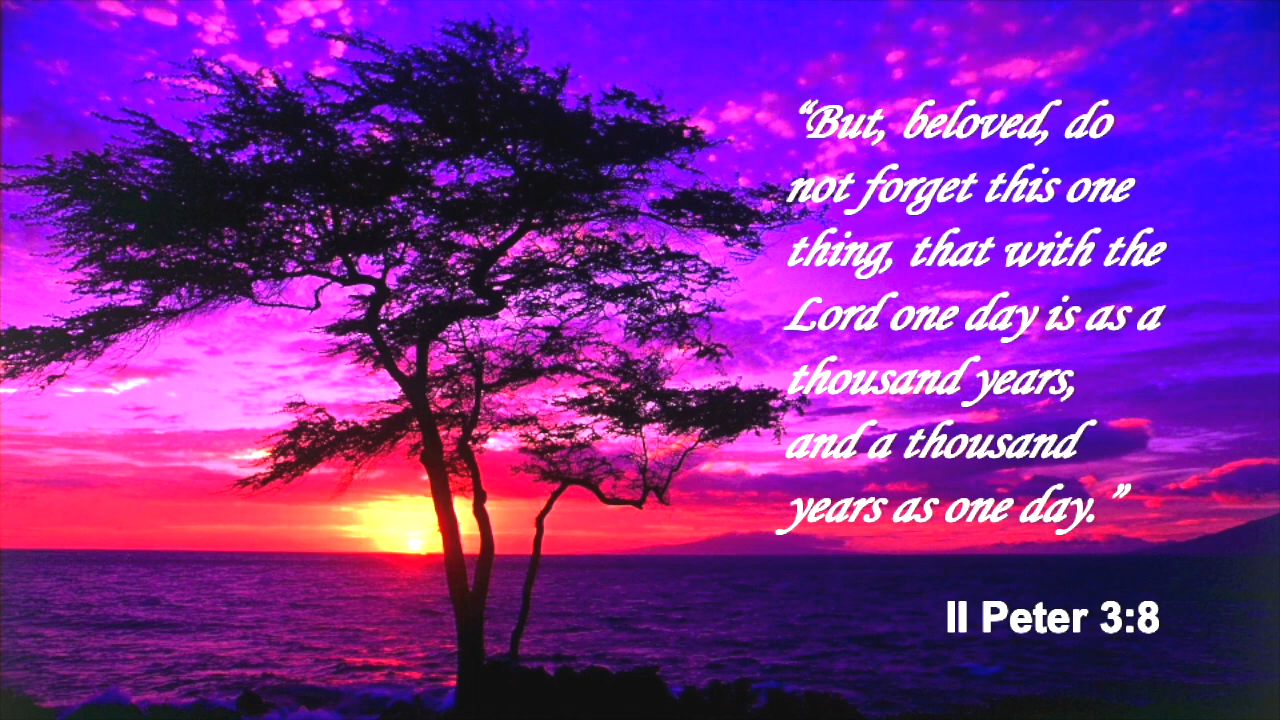 “But, beloved, do
not forget this one
thing, that with the
Lord one day is as a
thousand years,
and a thousand
years as one day.”
II Peter 3:8